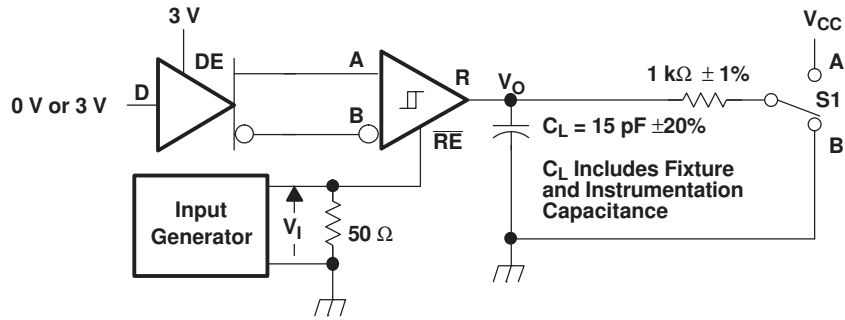 3 V
DE
D
0 V or 3 V
A
B
R
RE
VO
1 kΩ ± 1%
VCC
A
S1
B
CL = 15 pF ±20%
CL Includes Fixture
and Instrumentation
Capacitance
Input
Generator
VI
50 Ω